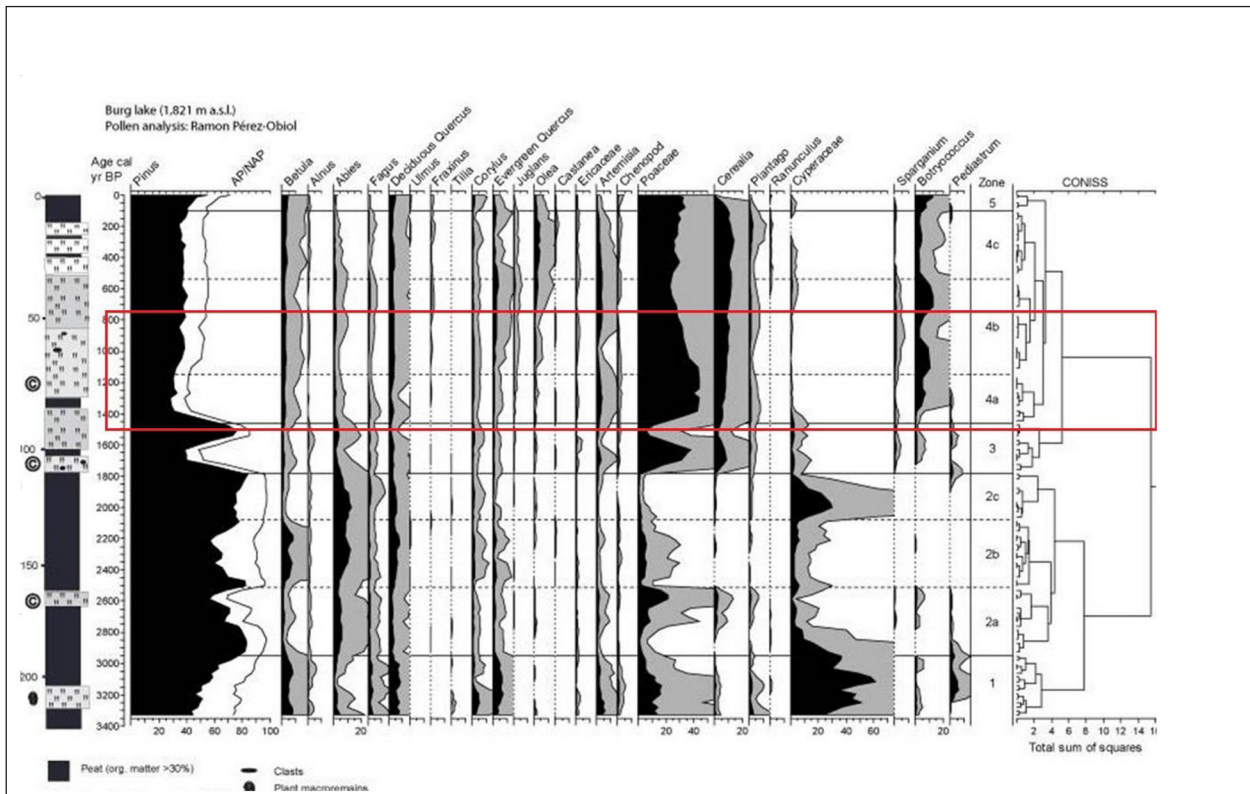 Burg lake (1,821 m a.s.l.)
Pollen analysis: Ramon Pérez-Obiol
Age cal
yr BP
Pinus
AP/NAP
Betula
Alnus
Abies
Fagus
Deciduous Quercus
Ulmus
Fraxinus
Tilia
Corylus
Evergreen Quercus
Juglans
Olea
Castanea
Ericaceae
Artemisia
Chenopod
Poaceae
Cerealia
Plantago
Ranunculus
Cyperaceae
Sparganium
Botryococcus
Pediastrum
Zone
CONISS
0
50
100
150
200
©
©
©
0
200
400
600
800
1000
1200
1400
1600
1800
2000
2200
2400
2600
2800
3000
3200
3400
5
4c
4b
4a
3
2c
2b
2a
1
20 40 60 80 100
20
20 40
20
20 40 60
20
0 2 4 6 8 10 12 14 16
Total sum of squares
Peat (org. matter >30%)
Clasts
Plant macroremains